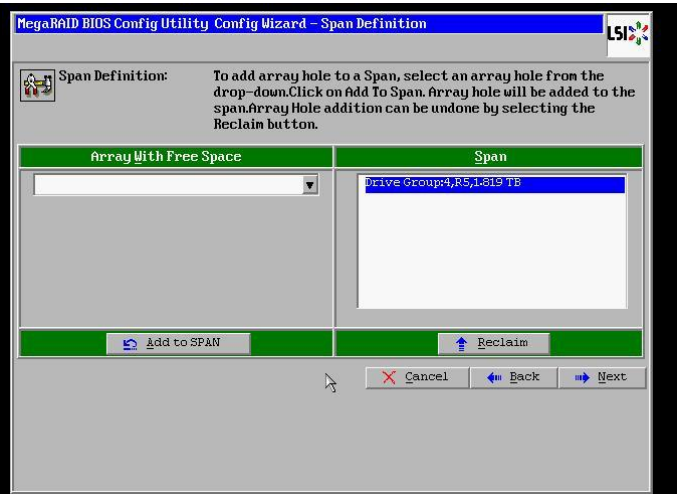 MegaRAID BIOS Config Utility Config Wizard – Span Definition
LSI
Span Definition:
To add array hole to a Span, select an array hole from the
drop-down.Click on Add To Span. Array hole will be added to the
span.Array Hole addition can be undone by selecting the
Reclaim button.
Array With Free Space
Span
Drive Group:4,R5,1.819 TB
Add to SPAN
Reclaim
Cancel
Back
Next